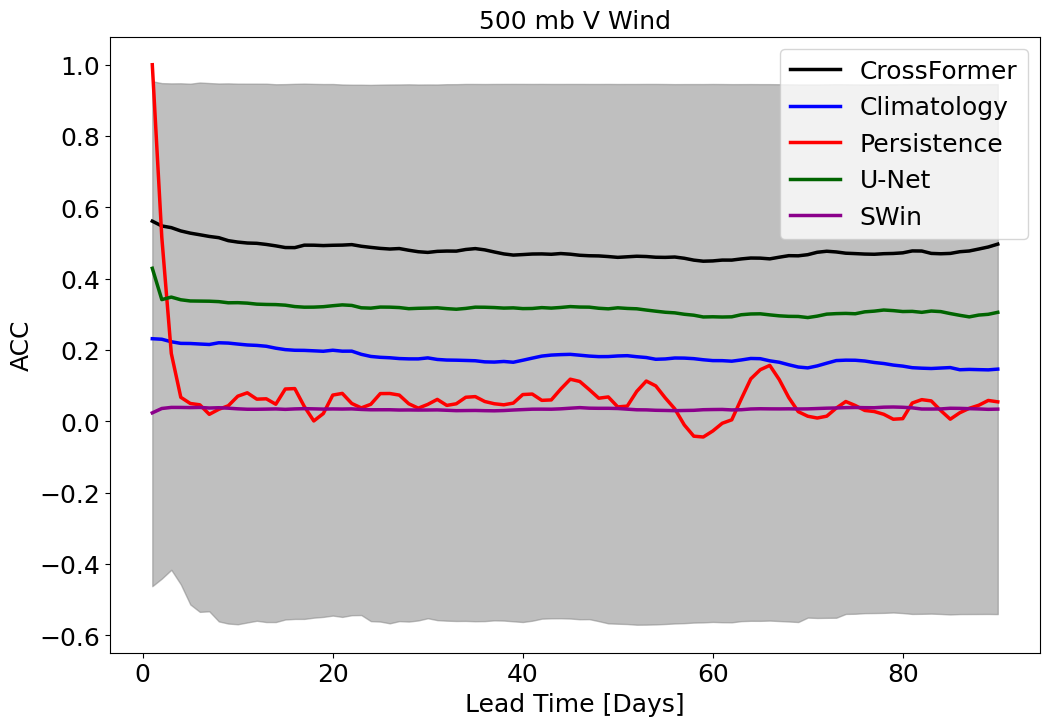 500 mb V Wind
ACC
1.0
0.8
0.6
0.4
0.2
0.0
−0.2
−0.4
−0.6
0
20
40
60
80
Lead Time [Days]
CrossFormer
Climatology
Persistence
U-Net
SWin